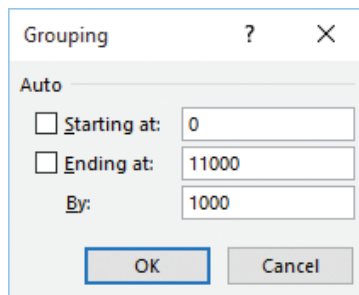 Grouping ? ×
Auto
Starting at: 0
Ending at: 11000
By: 1000
OK Cancel